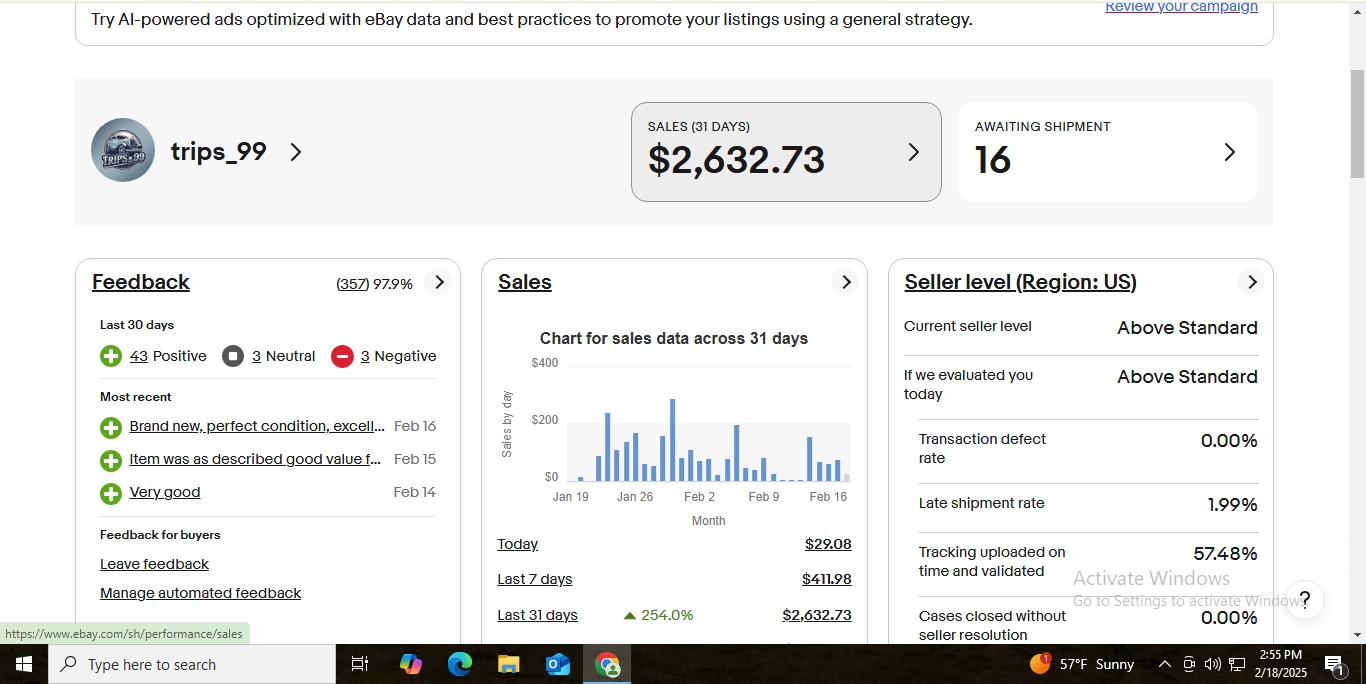 Try AI-powered ads optimized with eBay data and best practices to promote your listings using a general strategy.
Review your campaign
TRIPS★99
trips_99
SALES (31 DAYS)
$2,632.73
AWAITING SHIPMENT
16
Feedback
(357) 97.9%
Last 30 days
43 Positive
3 Neutral
3 Negative
Most recent
Brand new, perfect condition, excell... Feb 16
Item was as described good value f... Feb 15
Very good Feb 14
Feedback for buyers
Leave feedback
Manage automated feedback
Sales
Chart for sales data across 31 days
$400
$200
$0
Sales by day
Jan 19 Jan 26 Feb 2 Feb 9 Feb 16
Month
Today $29.08
Last 7 days $411.98
Last 31 days 254.0% $2,632.73
Seller level (Region: US)
Current seller level Above Standard
If we evaluated you today Above Standard
Transaction defect rate 0.00%
Late shipment rate 1.99%
Tracking uploaded on time and validated 57.48%
Cases closed without seller resolution 0.00%
Activate Windows
Go to Settings to activate Windows.
?
https://www.ebay.com/sh/performance/sales
Type here to search
1
57°F Sunny
2:55 PM
2/18/2025
1